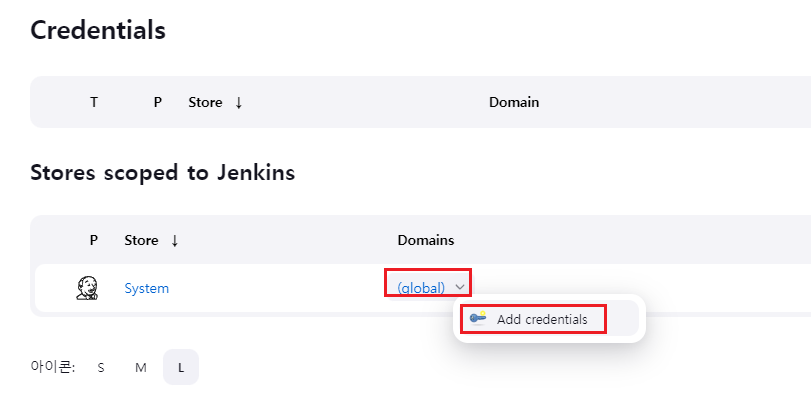 Credentials
T P Store ↓ Domain
Stores scoped to Jenkins
P Store ↓ Domains
System (global)
Add credentials
아이콘: S M L